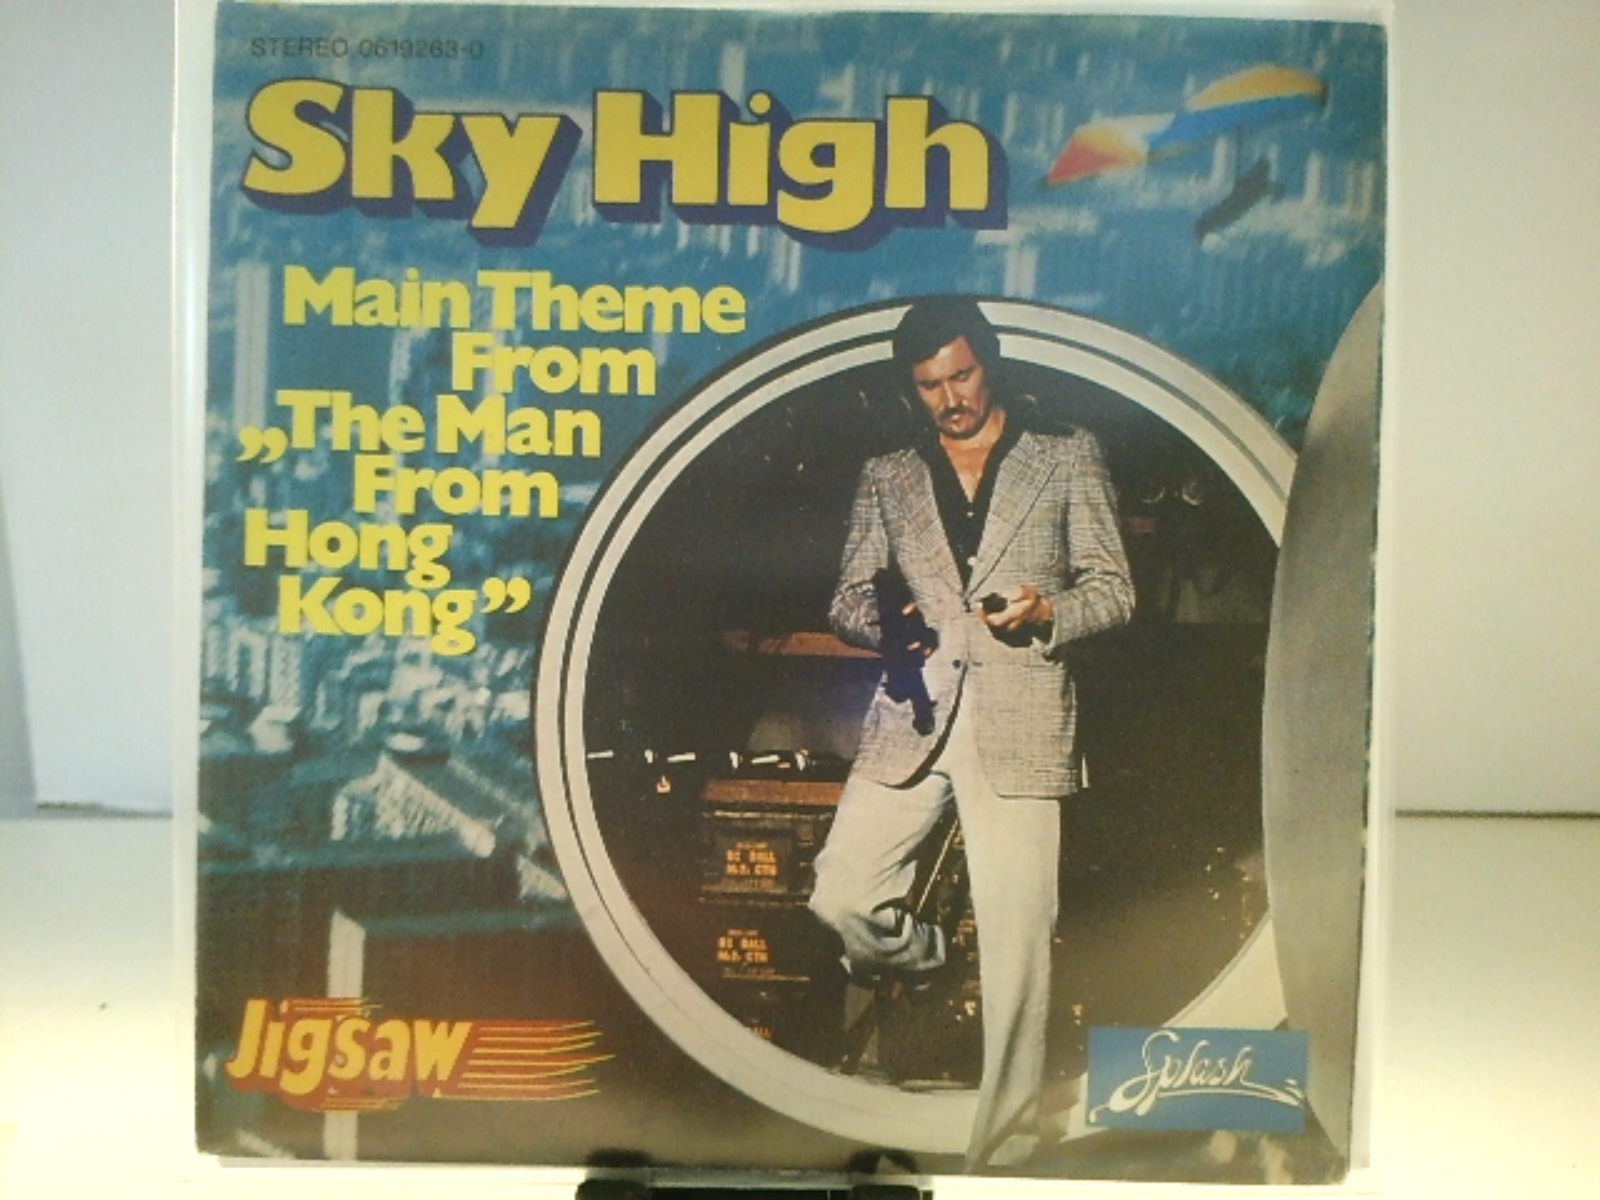 STEREO 0619263-0
Sky High
Main Theme
From
„The Man
From
Hong
Kong”
Jigsaw
Splash